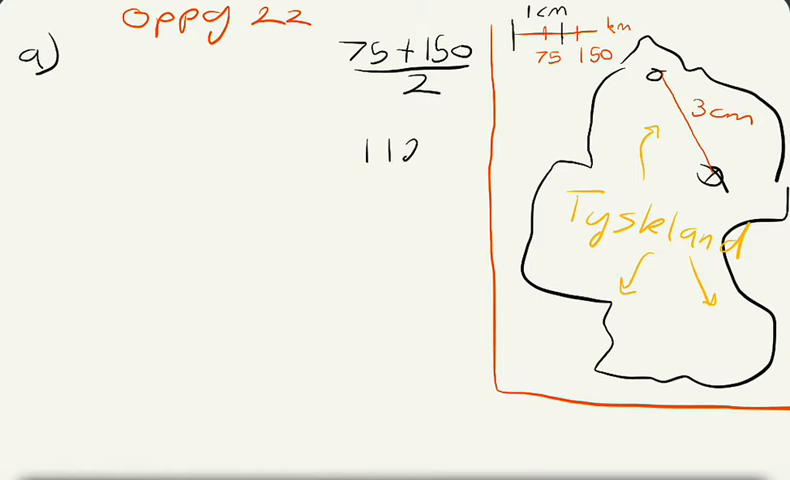 oppg 22
a)
75 + 150
2
112
1cm
km
75 150
3cm
Tyskland